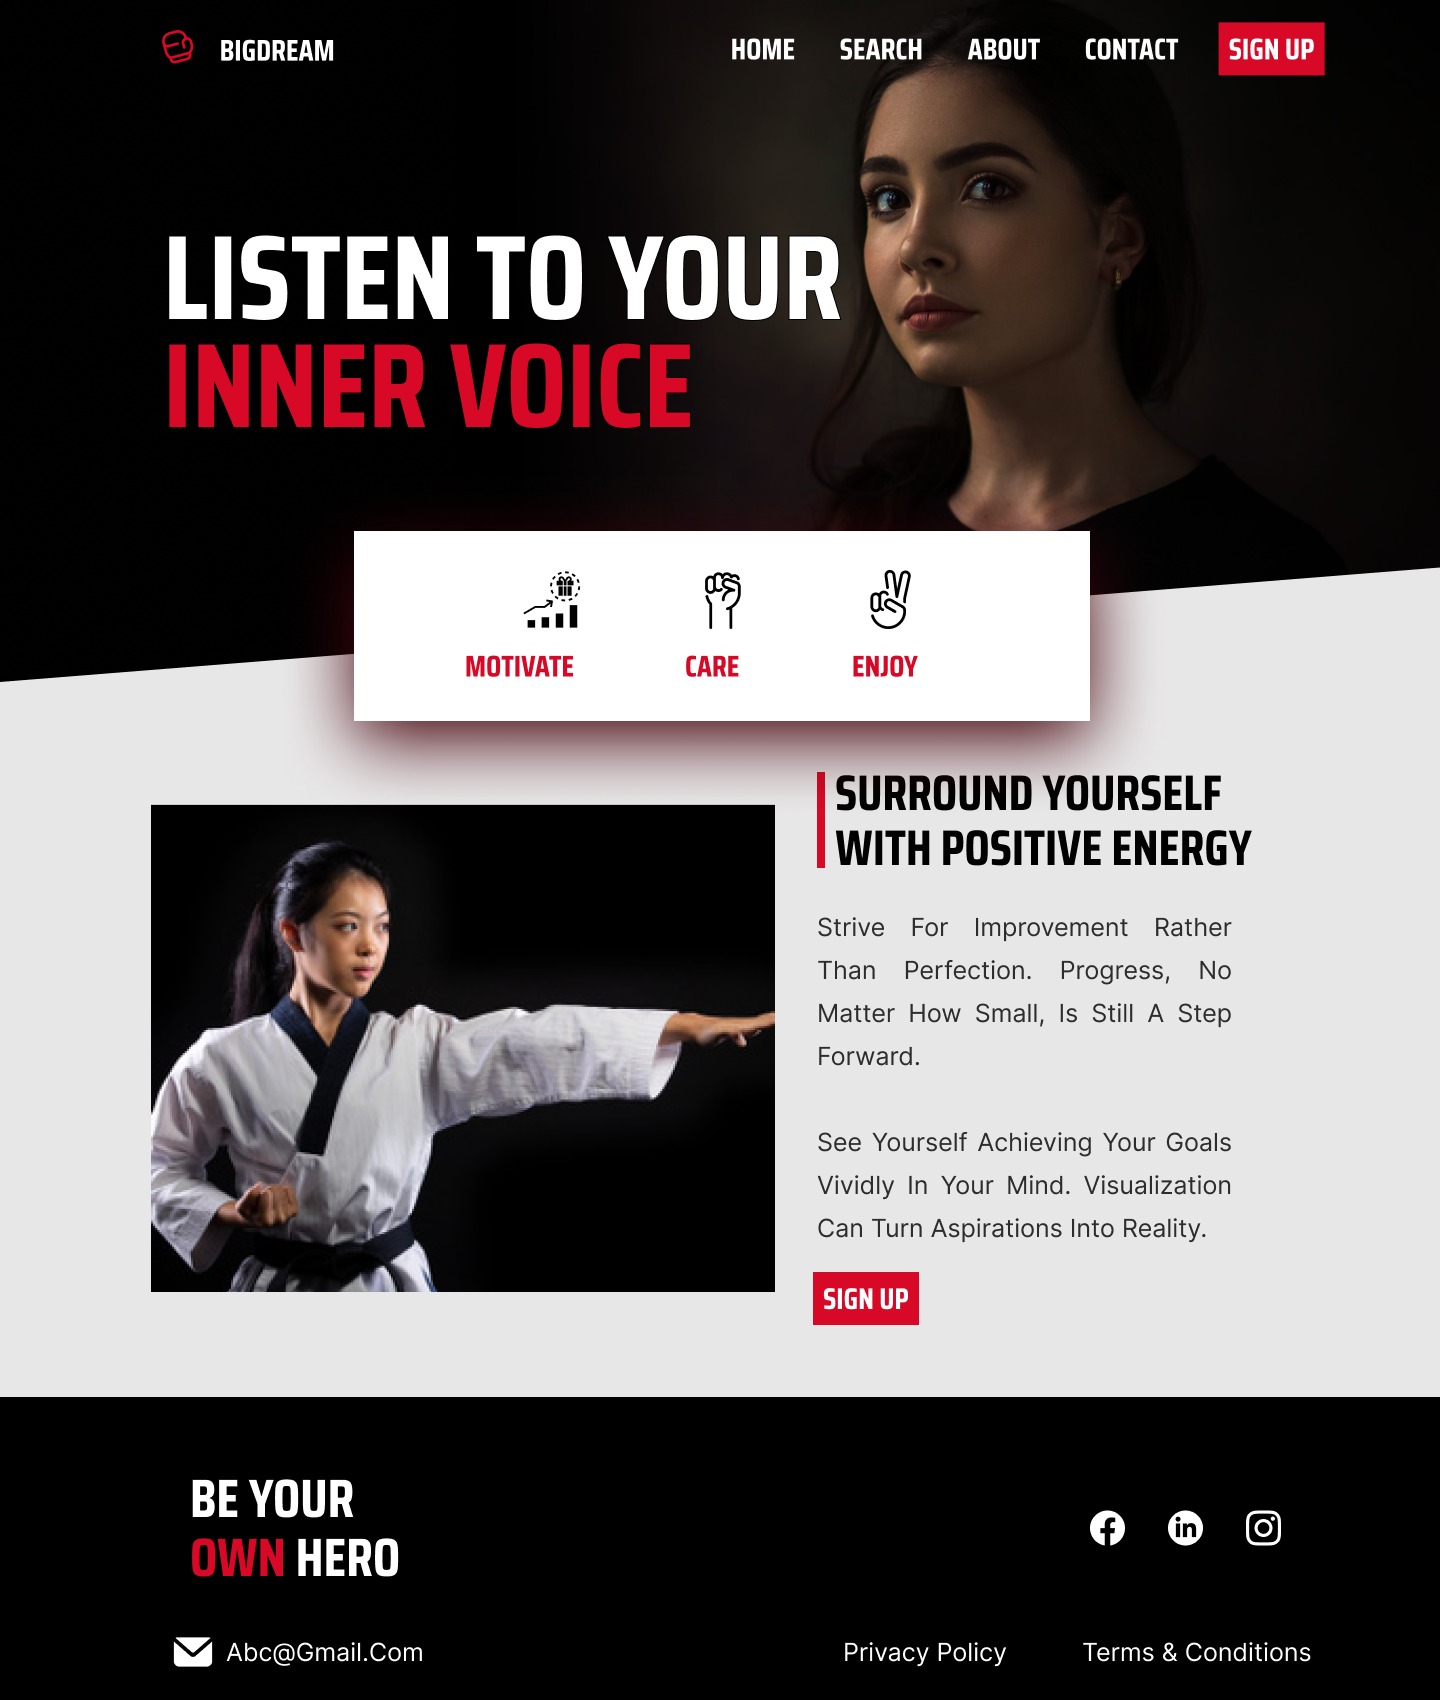 BIGDREAM
HOME SEARCH ABOUT CONTACT SIGN UP
LISTEN TO YOUR
INNER VOICE
MOTIVATE CARE ENJOY
SURROUND YOURSELF
WITH POSITIVE ENERGY
Strive For Improvement Rather
Than Perfection. Progress, No
Matter How Small, Is Still A Step
Forward.
See Yourself Achieving Your Goals
Vividly In Your Mind. Visualization
Can Turn Aspirations Into Reality.
SIGN UP
BE YOUR
OWN HERO
Abc@Gmail.Com
Privacy Policy Terms & Conditions